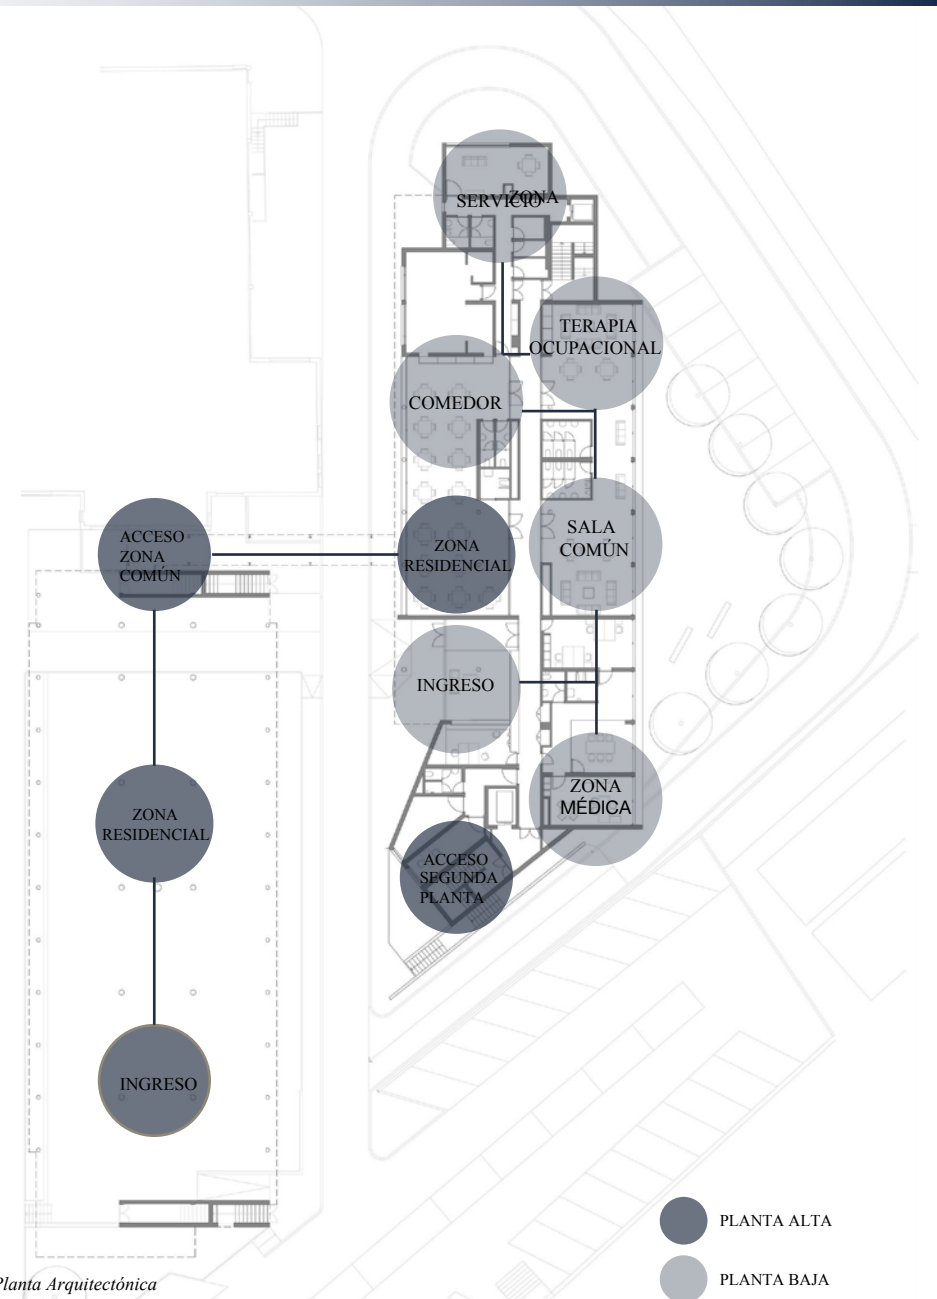 SERVICIO ZONA
TERAPIA
OCUPACIONAL
COMEDOR
ACCESO
ZONA
COMÚN
ZONA
RESIDENCIAL
SALA
COMÚN
INGRESO
ZONA
MÉDICA
ZONA
RESIDENCIAL
ACCESO
SEGUNDA
PLANTA
INGRESO
PLANTA ALTA
PLANTA BAJA
Planta Arquitectónica